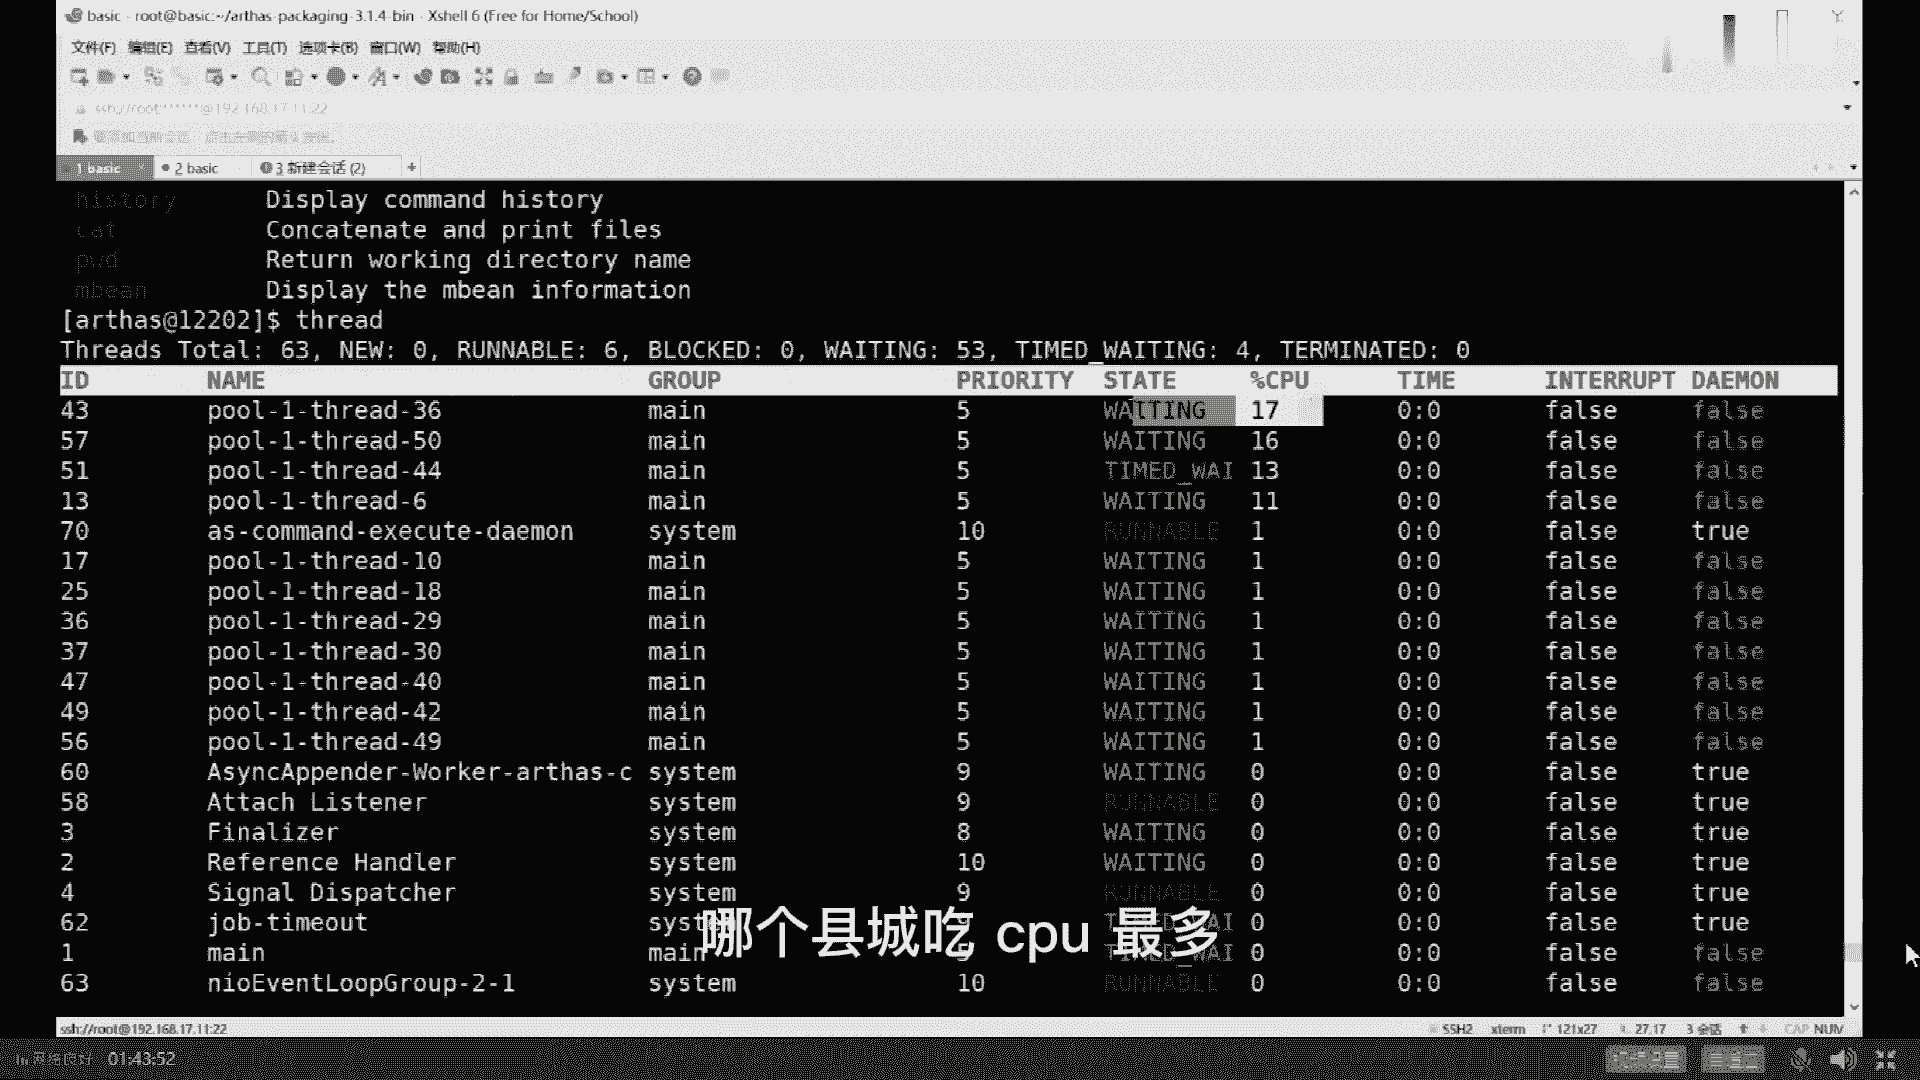 basic - root@basic:~/arthas-packaging-3.1.4-bin - Xshell 6 (Free for Home/School)
文件(F) 编辑(E) 查看(V) 工具(T) 选项卡(B) 窗口(W) 帮助(H)
ssh://root******@192.168.17.11:22
1 basic 2 basic 3 新建会话 (2) +
history Display command history
cat Concatenate and print files
pwd Return working directory name
mbean Display the mbean information
[arthas@12202]$ thread
Threads Total: 63, NEW: 0, RUNNABLE: 6, BLOCKED: 0, WAITING: 53, TIMED_WAITING: 4, TERMINATED: 0
ID NAME GROUP PRIORITY STATE %CPU TIME INTERRUPT DAEMON
43 pool-1-thread-36 main 5 WAITING 17 0:0 false false
57 pool-1-thread-50 main 5 WAITING 16 0:0 false false
51 pool-1-thread-44 main 5 TIMED_WAI 13 0:0 false false
13 pool-1-thread-6 main 5 WAITING 11 0:0 false false
70 as-command-execute-daemon system 10 RUNNABLE 1 0:0 false true
17 pool-1-thread-10 main 5 WAITING 1 0:0 false false
25 pool-1-thread-18 main 5 WAITING 1 0:0 false false
36 pool-1-thread-29 main 5 WAITING 1 0:0 false false
37 pool-1-thread-30 main 5 WAITING 1 0:0 false false
47 pool-1-thread-40 main 5 WAITING 1 0:0 false false
49 pool-1-thread-42 main 5 WAITING 1 0:0 false false
56 pool-1-thread-49 main 5 WAITING 1 0:0 false false
60 AsyncAppender-Worker-arthas-c system 9 WAITING 0 0:0 false true
58 Attach Listener system 9 RUNNABLE 0 0:0 false true
3 Finalizer system 8 WAITING 0 0:0 false true
2 Reference Handler system 10 WAITING 0 0:0 false true
4 Signal Dispatcher system 9 RUNNABLE 0 0:0 false true
62 job-timeout system 9 TIMED_WAI 0 0:0 false true
1 main main TIMED_WAI 0 0:0 false false
63 nioEventLoopGroup-2-1 system 10 RUNNABLE 0 0:0 false false
哪个县城吃 cpu 最多
ssh://root@192.168.17.11:22 SSH2 xterm 121x27 27,17 3 会话 CAP NUM
网络良好 01:43:52